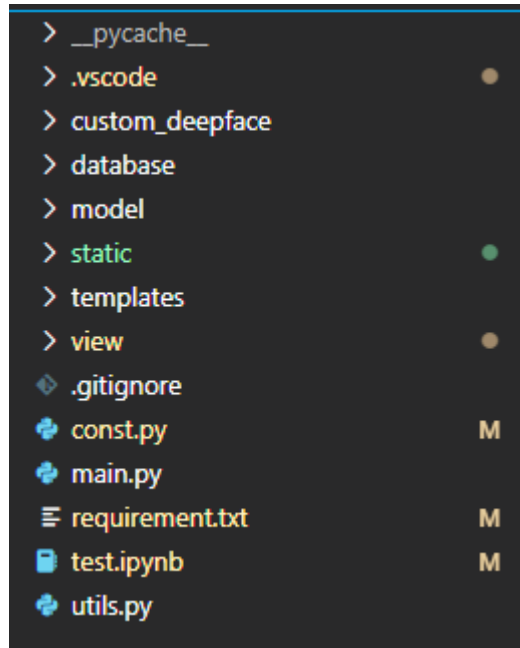 __pycache__
.vscode
custom_deepface
database
model
static
templates
view
.gitignore
const.py M
main.py
requirement.txt M
test.ipynb M
utils.py